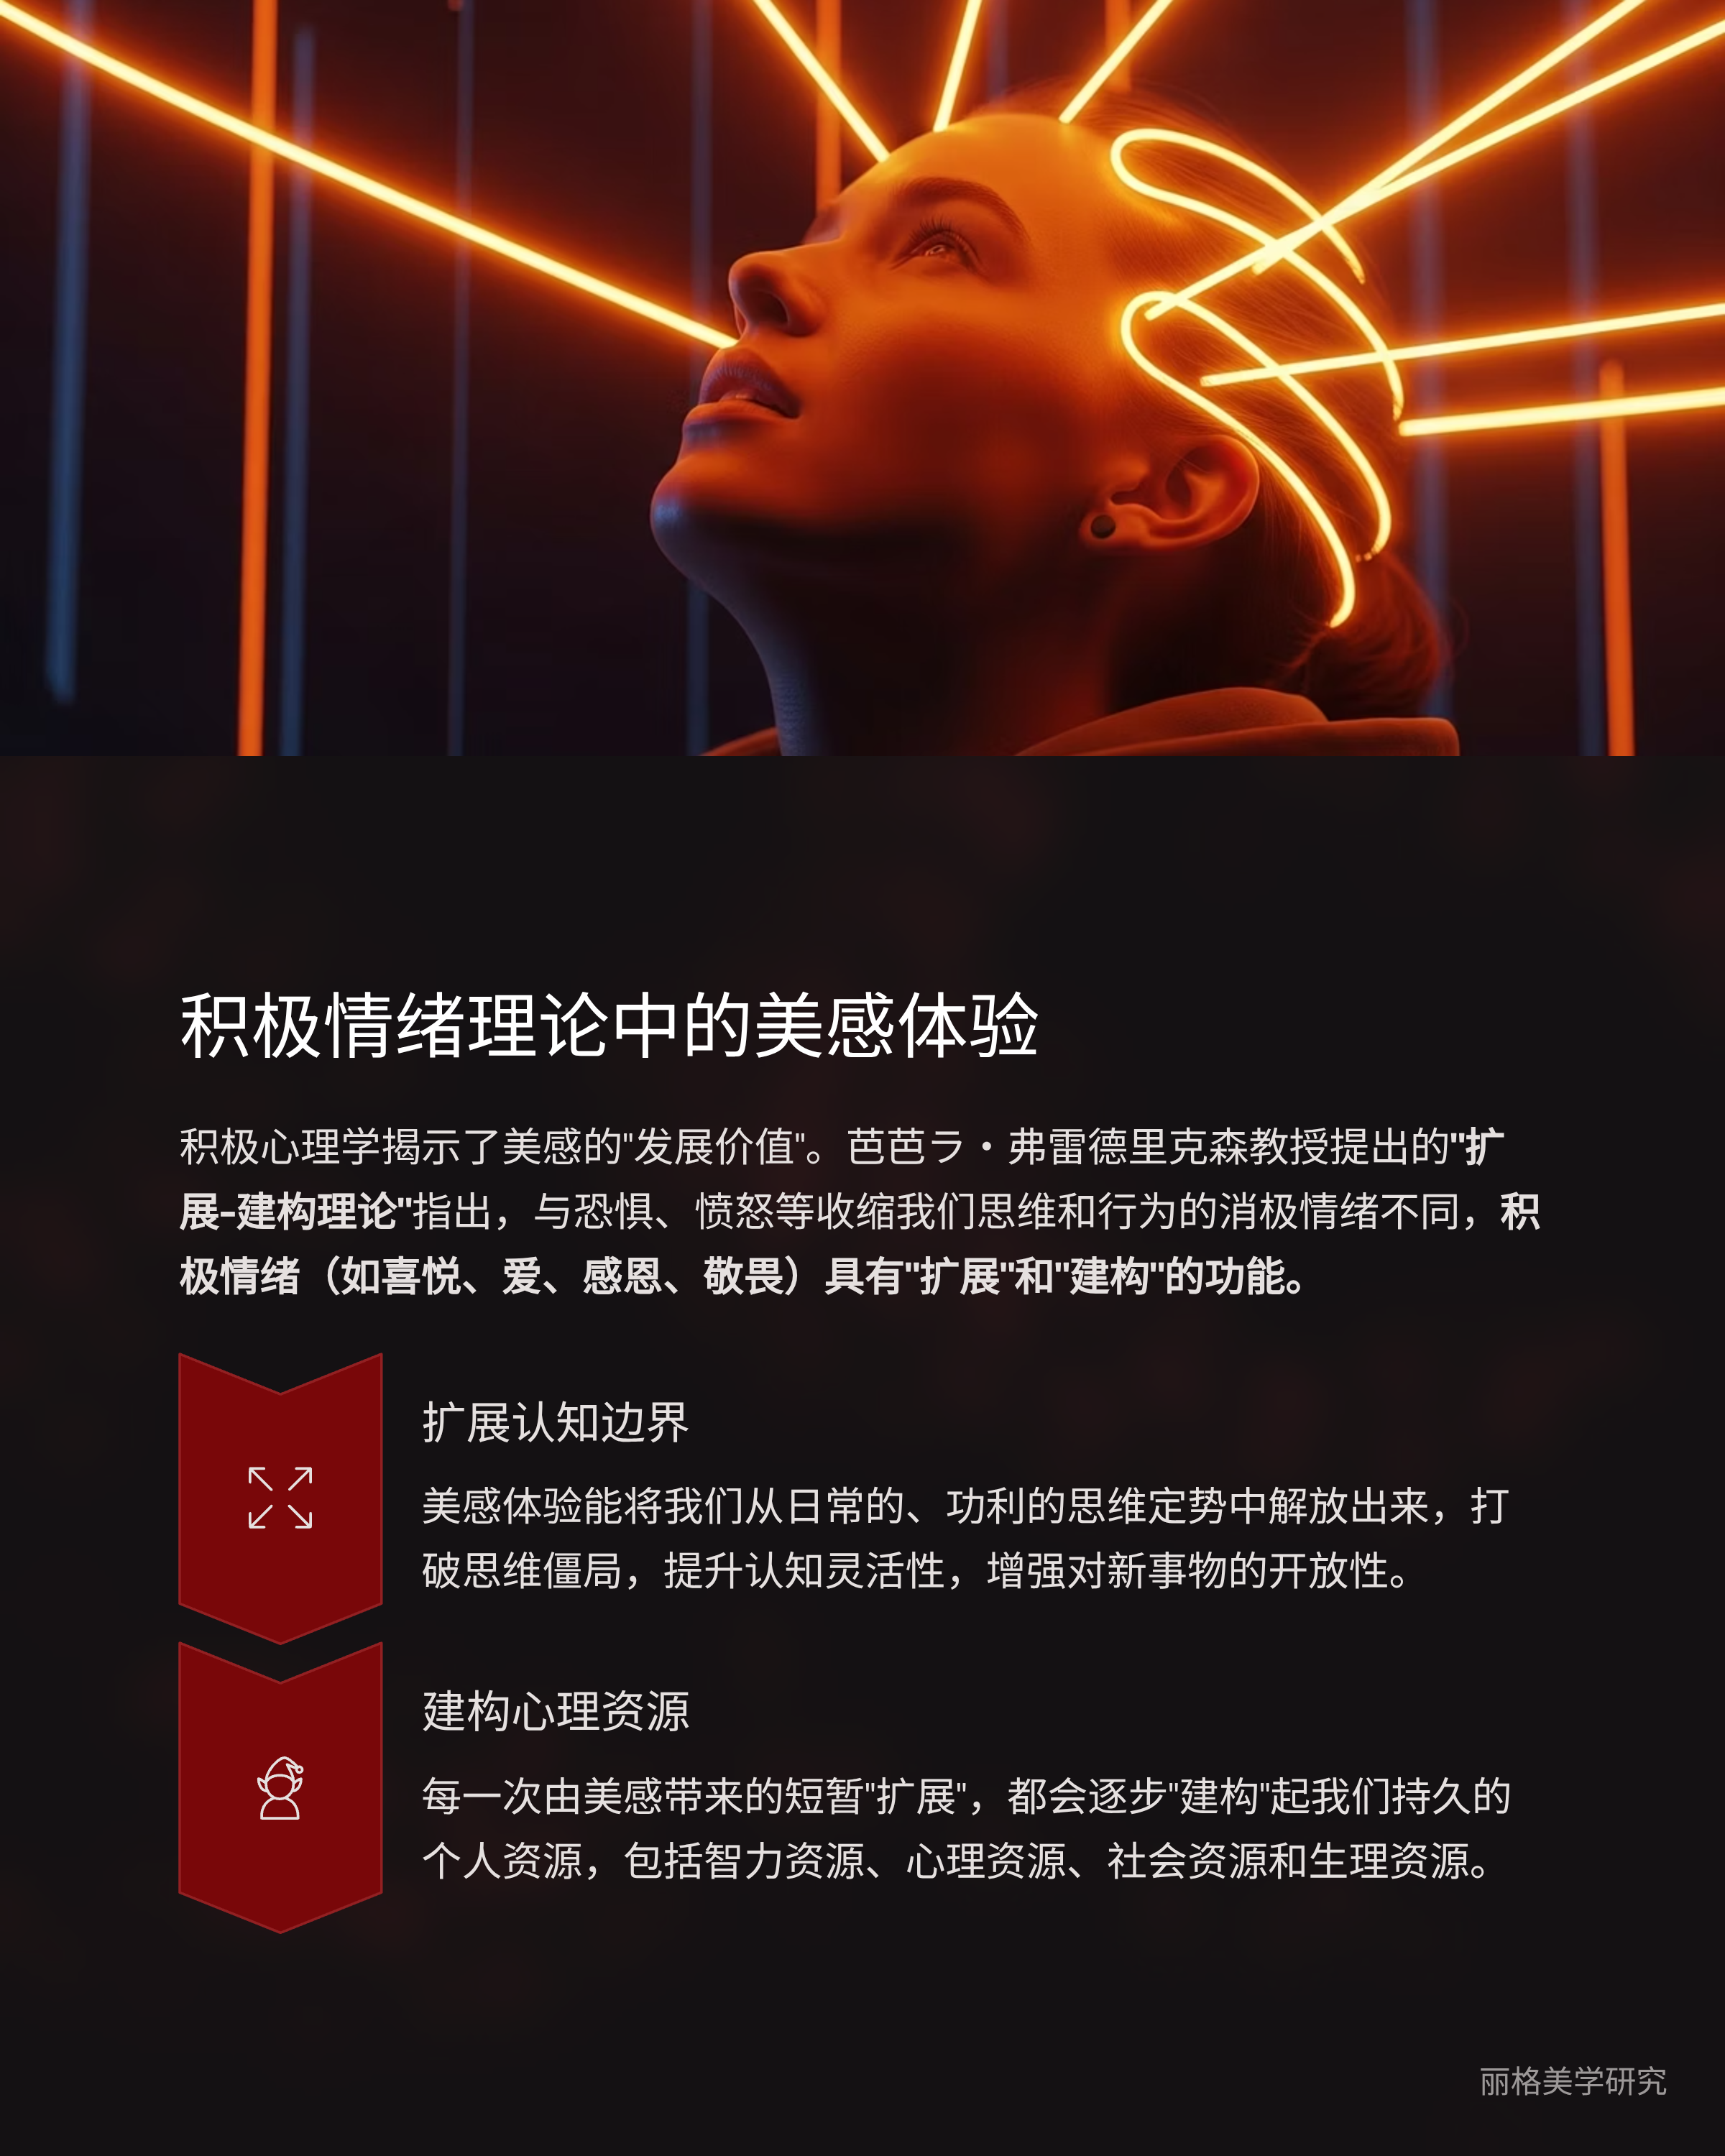 积极情绪理论中的美感体验
积极心理学揭示了美感的"发展价值"。芭芭ラ・弗雷德里克森教授提出的"扩
展-建构理论"指出，与恐惧、愤怒等收缩我们思维和行为的消极情绪不同，积
极情绪（如喜悦、爱、感恩、敬畏）具有"扩展"和"建构"的功能。
扩展认知边界
美感体验能将我们从日常的、功利的思维定势中解放出来，打
破思维僵局，提升认知灵活性，增强对新事物的开放性。
建构心理资源
每一次由美感带来的短暂"扩展"，都会逐步"建构"起我们持久的
个人资源，包括智力资源、心理资源、社会资源和生理资源。
丽格美学研究